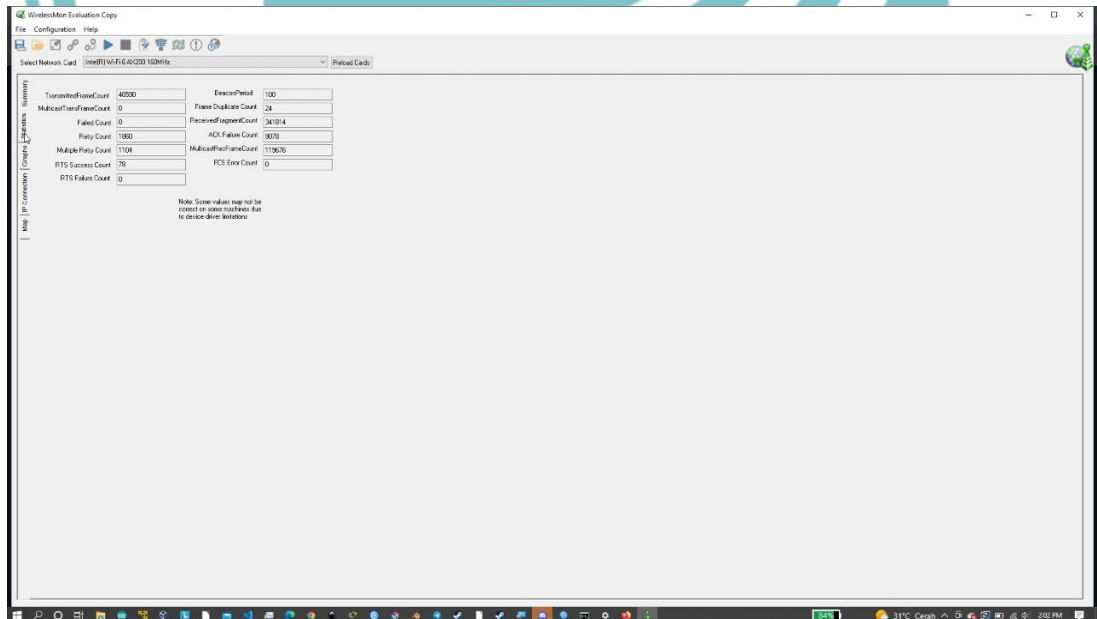 WirelessMon Evaluation Copy
File Configuration Help
Select Network Card Intel(R) Wi-Fi 6 AX200 160MHz Reload Cards
Summary
Statistics
Graphs
IP Connection
Map
TransmittedFrameCount 46590
MulticastTransFrameCount 0
Failed Count 0
Retry Count 1860
Multiple Retry Count 1104
RTS Success Count 78
RTS Failure Count 0
BeaconPeriod 100
Frame Duplicate Count 24
ReceivedFragmentCount 341814
ACK Failure Count 9078
MulticastRecFrameCount 119676
FCS Error Count 0
Note: Some values may not be
correct on some machines due
to device driver limitations
84%
31°C Cerah
2:02 PM